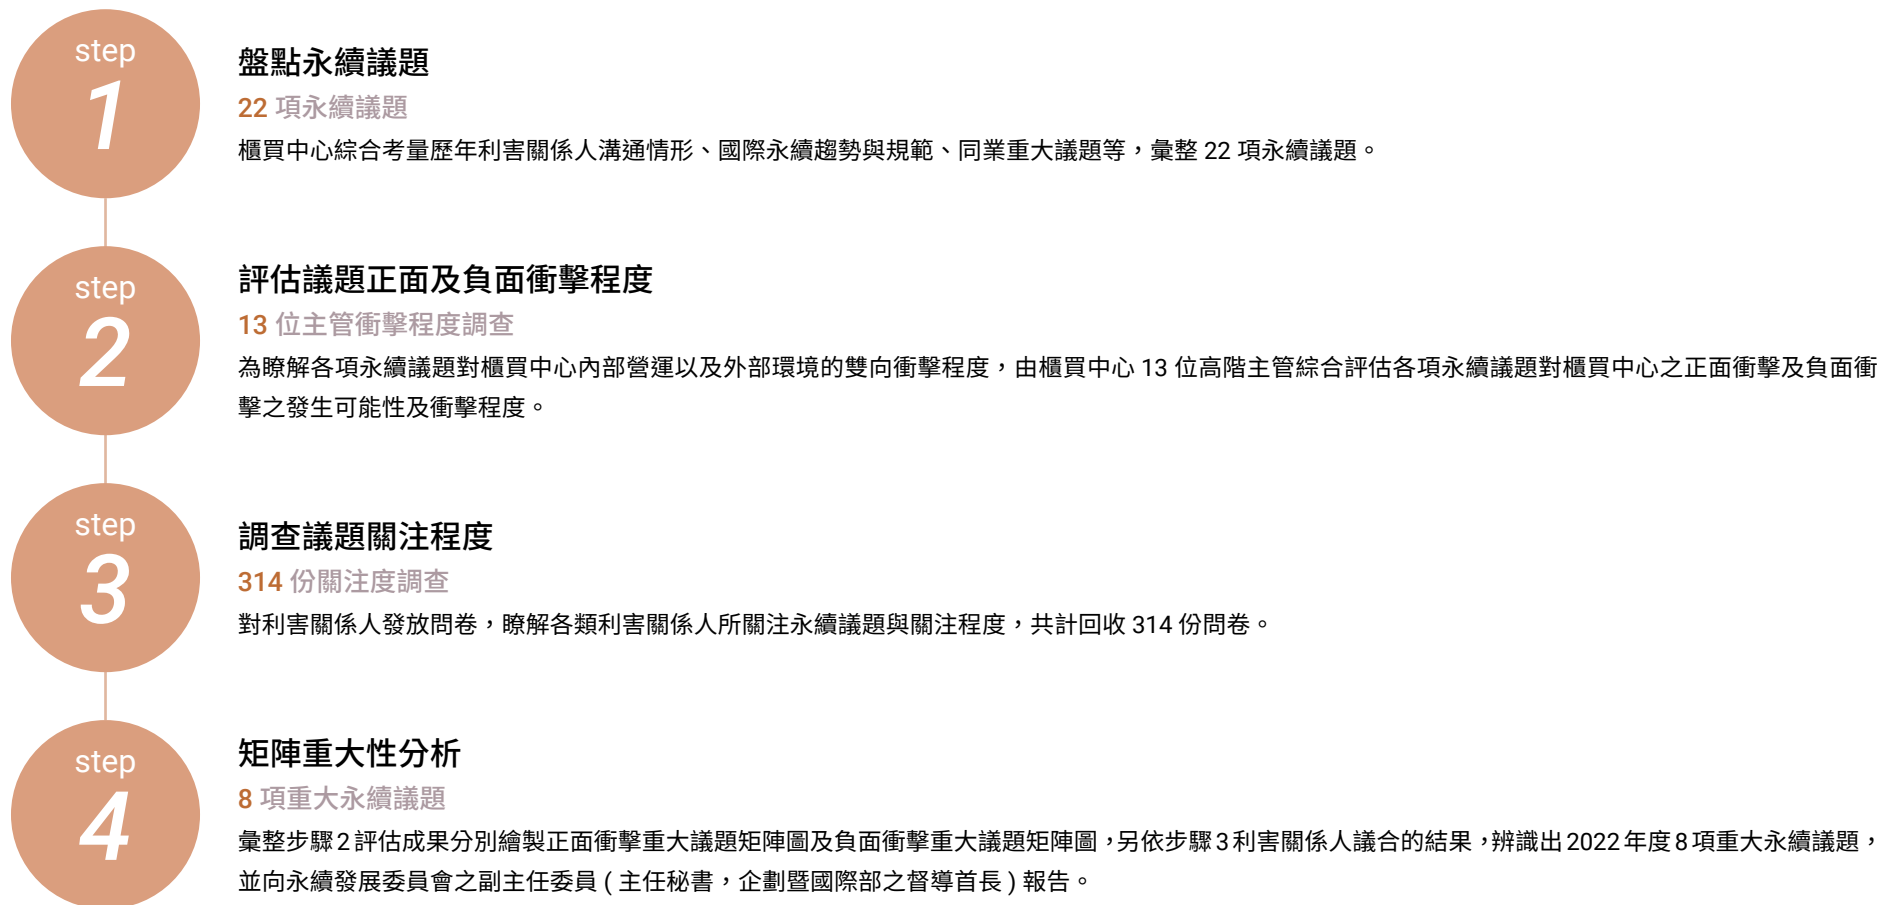 step
1
盤點永續議題
22 項永續議題
櫃買中心綜合考量歷年利害關係人溝通情形、國際永續趨勢與規範、同業重大議題等，彙整 22 項永續議題。
step
2
評估議題正面及負面衝擊程度
13 位主管衝擊程度調查
為瞭解各項永續議題對櫃買中心內部營運以及外部環境的雙向衝擊程度，由櫃買中心 13 位高階主管綜合評估各項永續議題對櫃買中心之正面衝擊及負面衝
擊之發生可能性及衝擊程度。
step
3
調查議題關注程度
314 份關注度調查
對利害關係人發放問卷，瞭解各類利害關係人所關注永續議題與關注程度，共計回收 314 份問卷。
step
4
矩陣重大性分析
8 項重大永續議題
彙整步驟 2 評估成果分別繪製正面衝擊重大議題矩陣圖及負面衝擊重大議題矩陣圖，另依步驟 3 利害關係人議合的結果，辨識出 2022 年度 8 項重大永續議題，
並向永續發展委員會之副主任委員 ( 主任秘書，企劃暨國際部之督導首長 ) 報告。